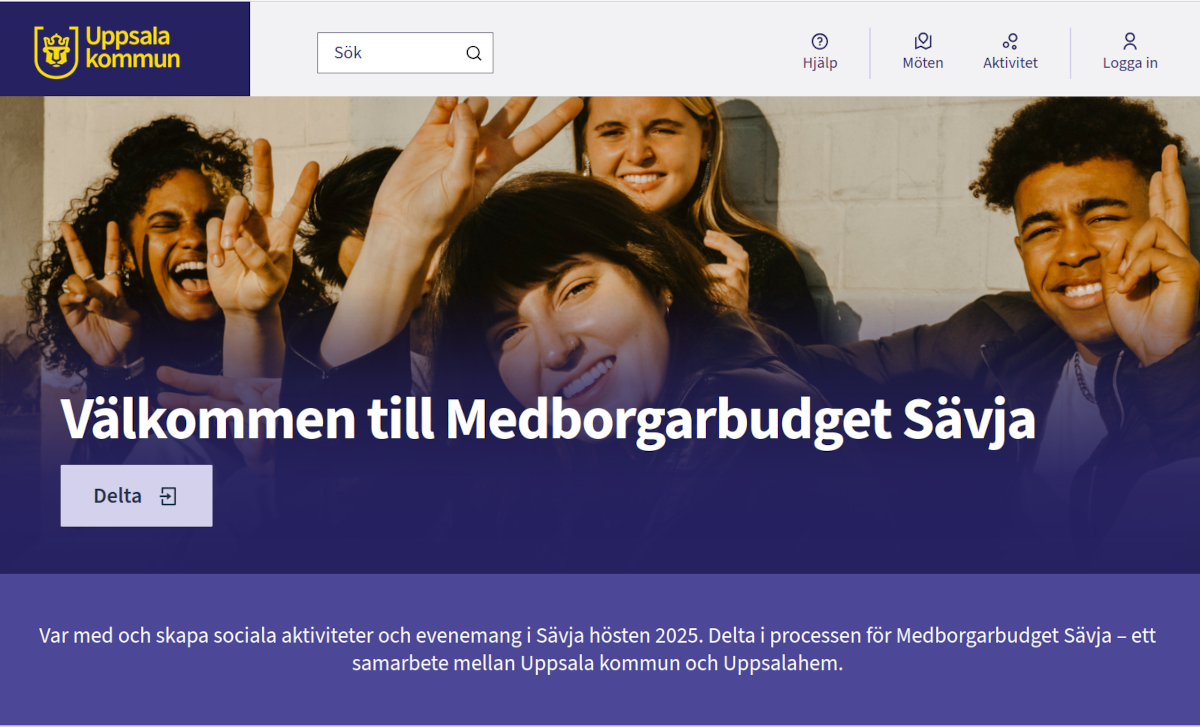 Uppsala
kommun
Sök
Hjälp
Möten
Aktivitet
Logga in
Välkommen till Medborgarbudget Sävja
Delta
Var med och skapa sociala aktiviteter och evenemang i Sävja hösten 2025. Delta i processen för Medborgarbudget Sävja – ett
samarbete mellan Uppsala kommun och Uppsalahem.